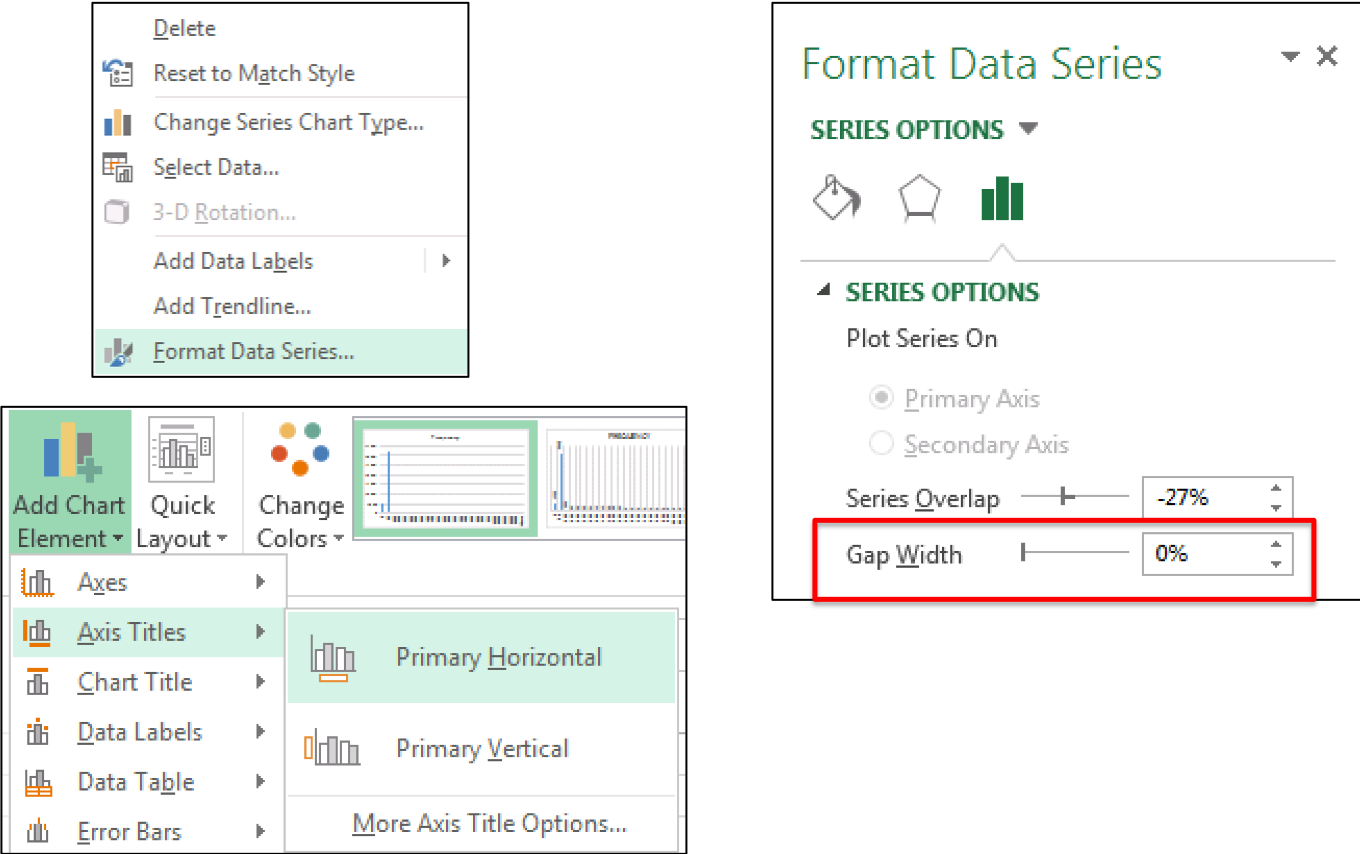 Delete
Reset to Match Style
Change Series Chart Type...
Select Data...
3-D Rotation...
Add Data Labels
Add Trendline...
Format Data Series...
Add Chart
Element
Quick
Layout
Change
Colors
FREQUENCY
Axes
Axis Titles
Chart Title
Data Labels
Data Table
Error Bars
Primary Horizontal
Primary Vertical
More Axis Title Options...
Format Data Series
SERIES OPTIONS
SERIES OPTIONS
Plot Series On
Primary Axis
Secondary Axis
Series Overlap -27%
Gap Width 0%